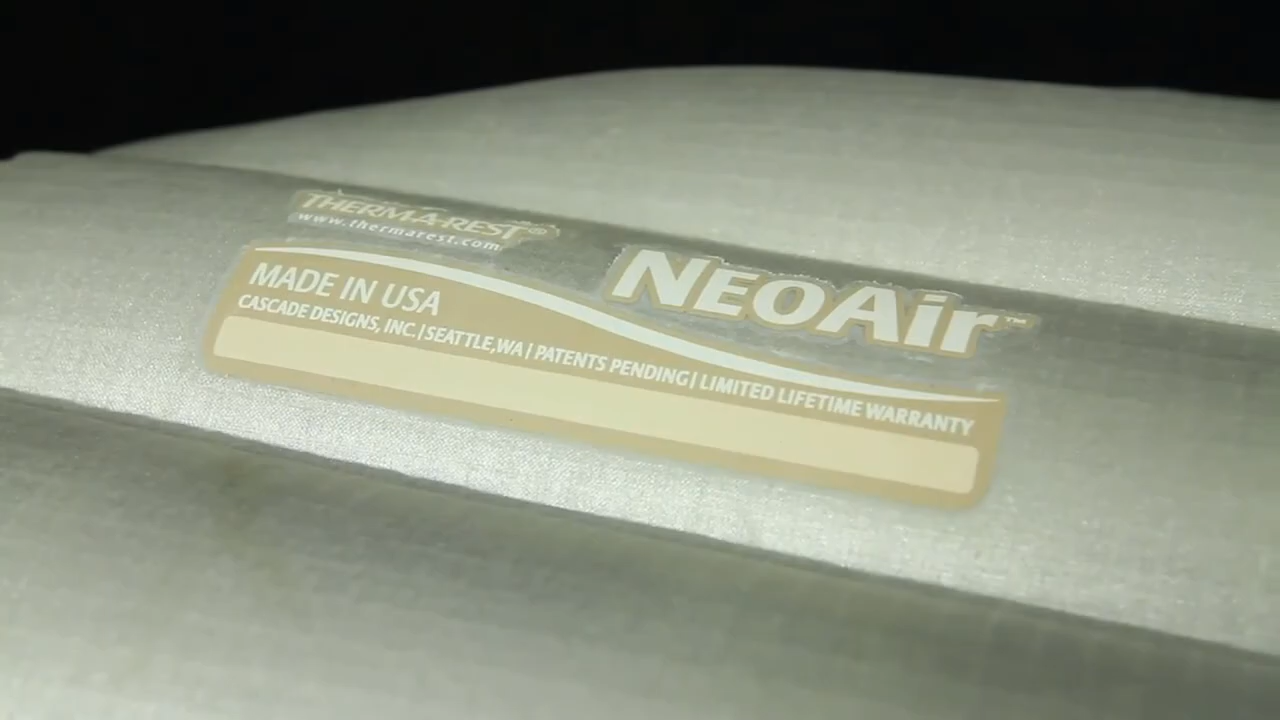 THERM-A-REST®
www.thermarest.com
NEOAir™
MADE IN USA
CASCADE DESIGNS, INC. | SEATTLE, WA | PATENTS PENDING | LIMITED LIFETIME WARRANTY